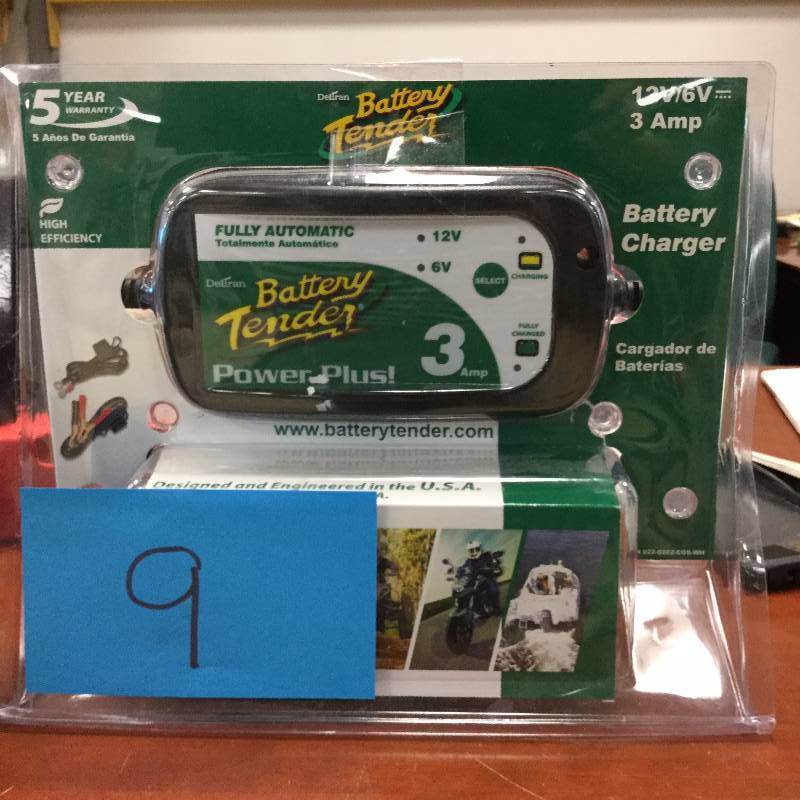 5 YEAR
WARRANTY
5 Años De Garantia
Deltran Battery
Tender
12V/6V
3 Amp
HIGH
EFFICIENCY
Battery
Charger
FULLY AUTOMATIC
Totalmente Automático
12V
6V
SELECT
CHARGING
Deltran
Battery
Tender
FULLY
CHARGED
3 Amp
Power Plus!
Cargador de
Baterías
www.batterytender.com
Designed and Engineered in the U.S.A.
9